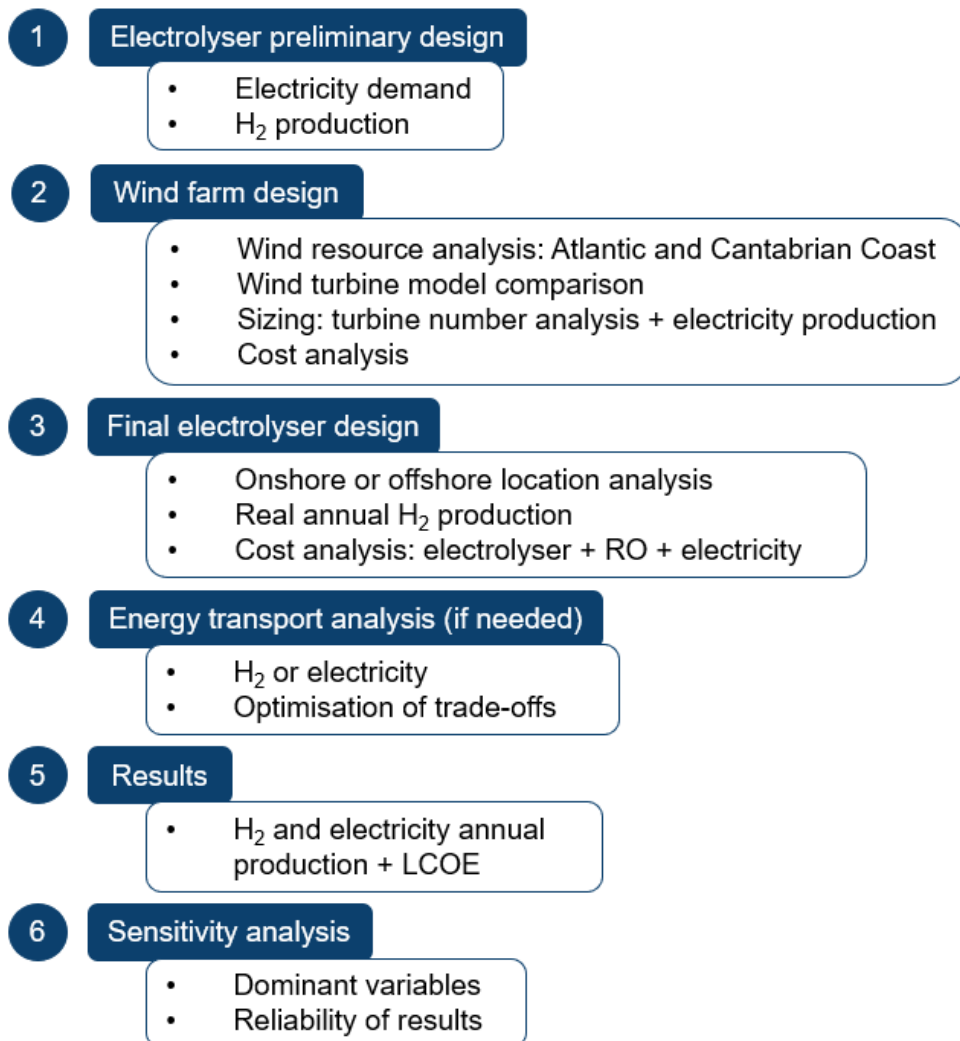 1 Electrolyser preliminary design
• Electricity demand
• H₂ production
2 Wind farm design
• Wind resource analysis: Atlantic and Cantabrian Coast
• Wind turbine model comparison
• Sizing: turbine number analysis + electricity production
• Cost analysis
3 Final electrolyser design
• Onshore or offshore location analysis
• Real annual H₂ production
• Cost analysis: electrolyser + RO + electricity
4 Energy transport analysis (if needed)
• H₂ or electricity
• Optimisation of trade-offs
5 Results
• H₂ and electricity annual
production + LCOE
6 Sensitivity analysis
• Dominant variables
• Reliability of results